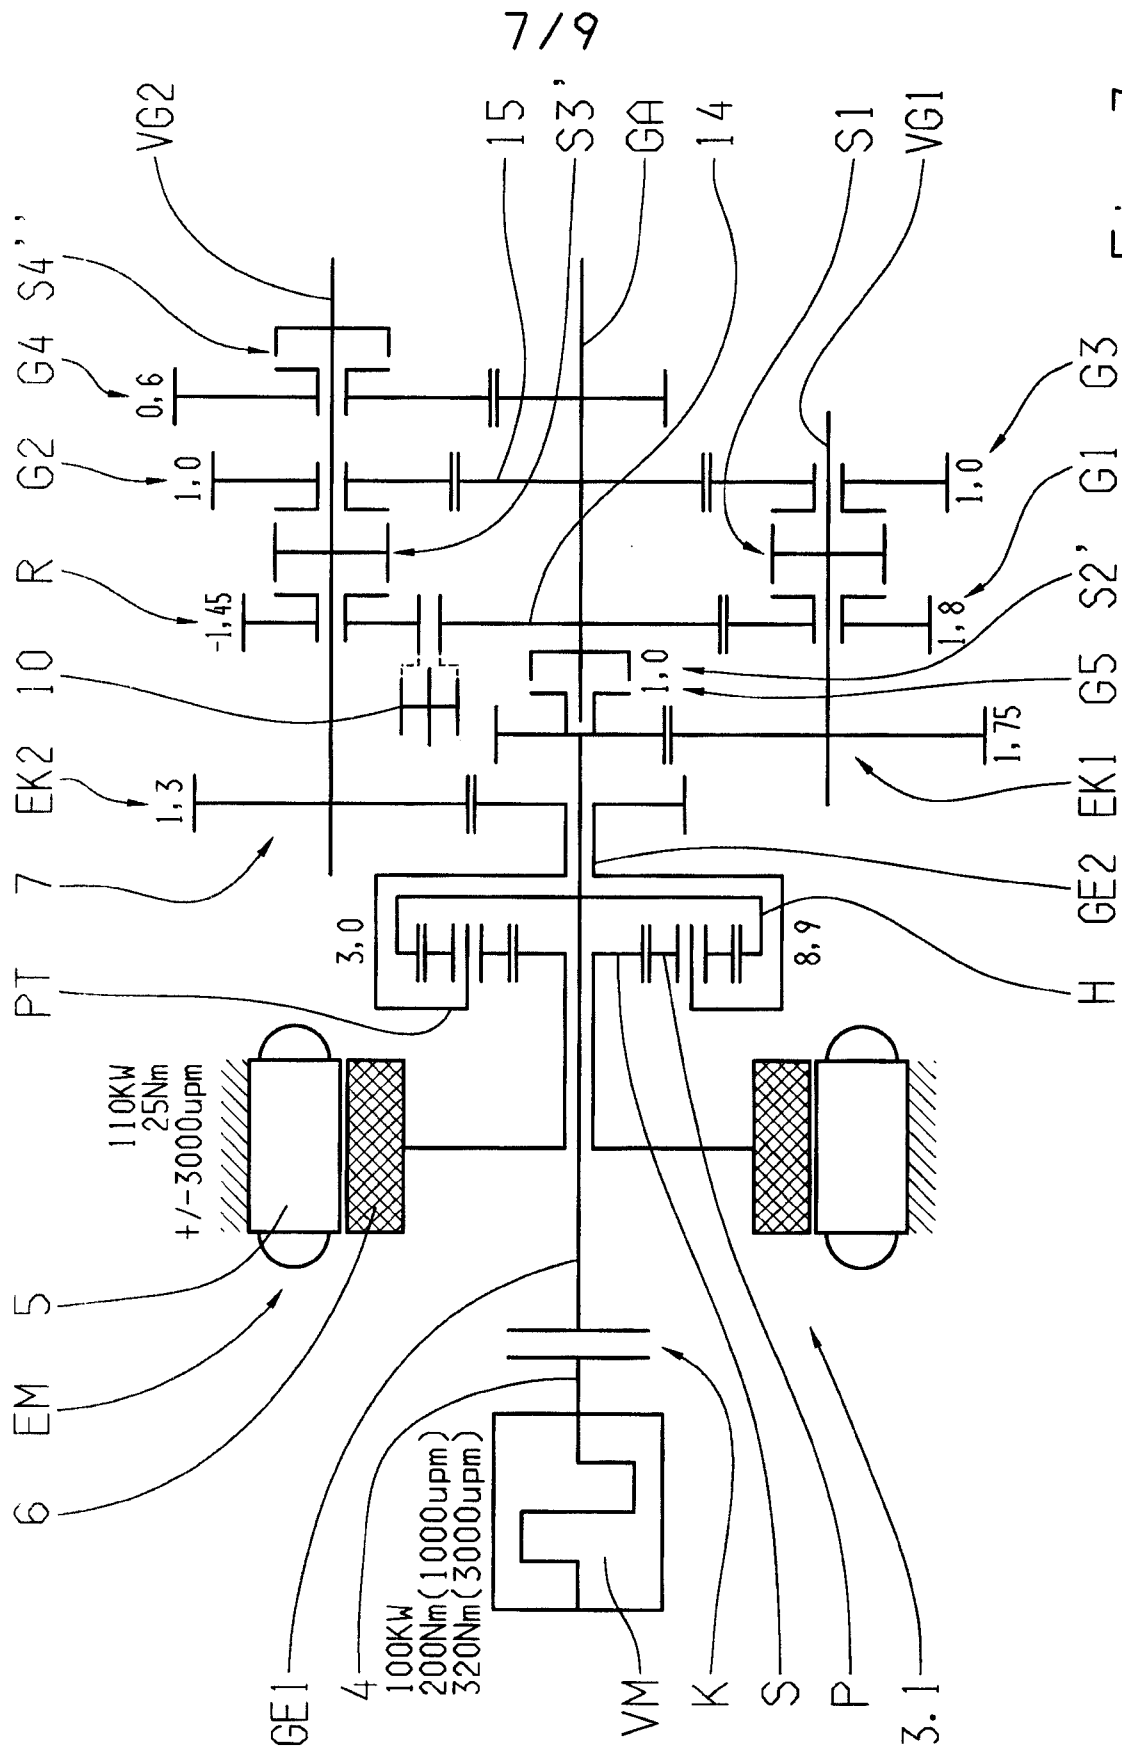 7/9
VG2
S4''
G4
G2
R
10
EK2
7
PT
EM
5
6
15
S3'
GA
14
S1
VG1
G3
G1
S2'
G5
EK1
GE2
H
0,6
1,0
-1,45
1,3
1,0
1,8
1,0
1,75
3,0
8,9
110KW
25Nm
+/-3000upm
GE1
4
100KW
200Nm(1000upm)
320Nm(3000upm)
VM
K
S
P
3.1